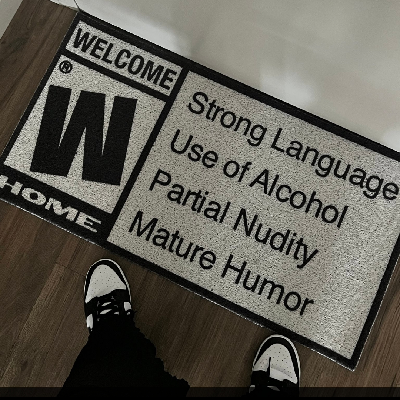 WELCOME
W®
HOME
Strong Language
Use of Alcohol
Partial Nudity
Mature Humor